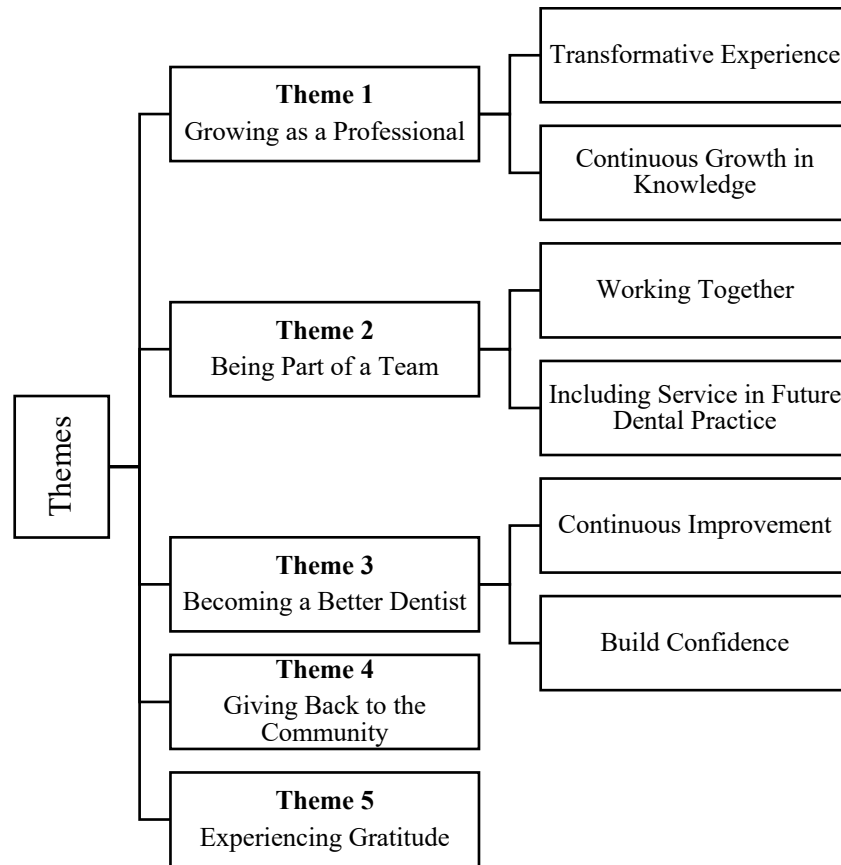 Themes
Theme 1
Growing as a Professional
Transformative Experience
Continuous Growth in
Knowledge
Theme 2
Being Part of a Team
Working Together
Including Service in Future
Dental Practice
Theme 3
Becoming a Better Dentist
Continuous Improvement
Build Confidence
Theme 4
Giving Back to the
Community
Theme 5
Experiencing Gratitude